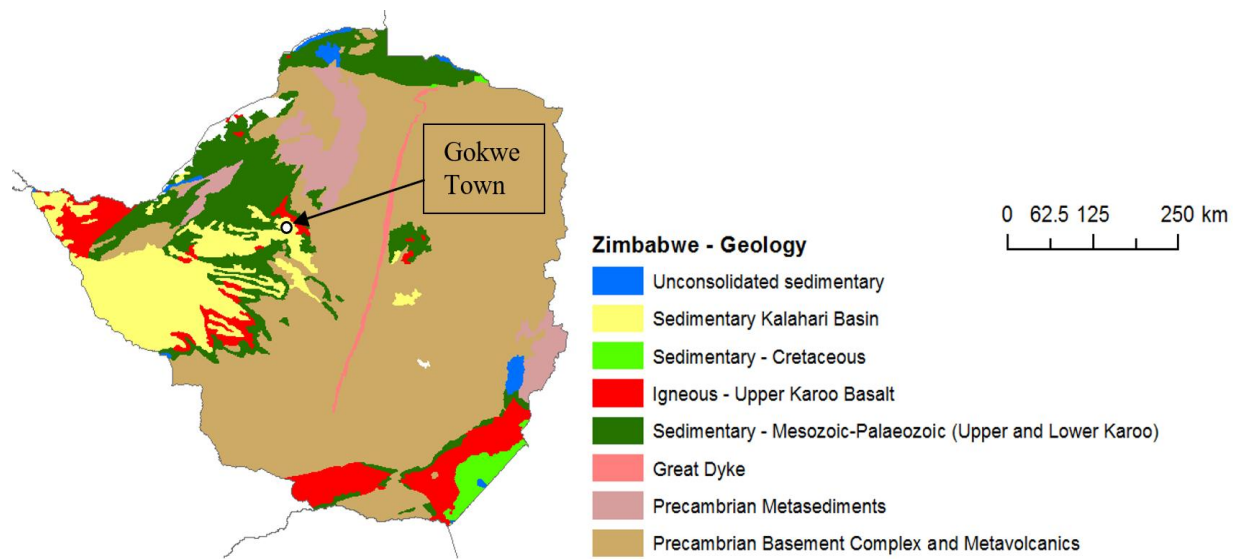 Gokwe
Town
0 62.5 125 250 km
Zimbabwe - Geology
Unconsolidated sedimentary
Sedimentary Kalahari Basin
Sedimentary - Cretaceous
Igneous - Upper Karoo Basalt
Sedimentary - Mesozoic-Palaeozoic (Upper and Lower Karoo)
Great Dyke
Precambrian Metasediments
Precambrian Basement Complex and Metavolcanics